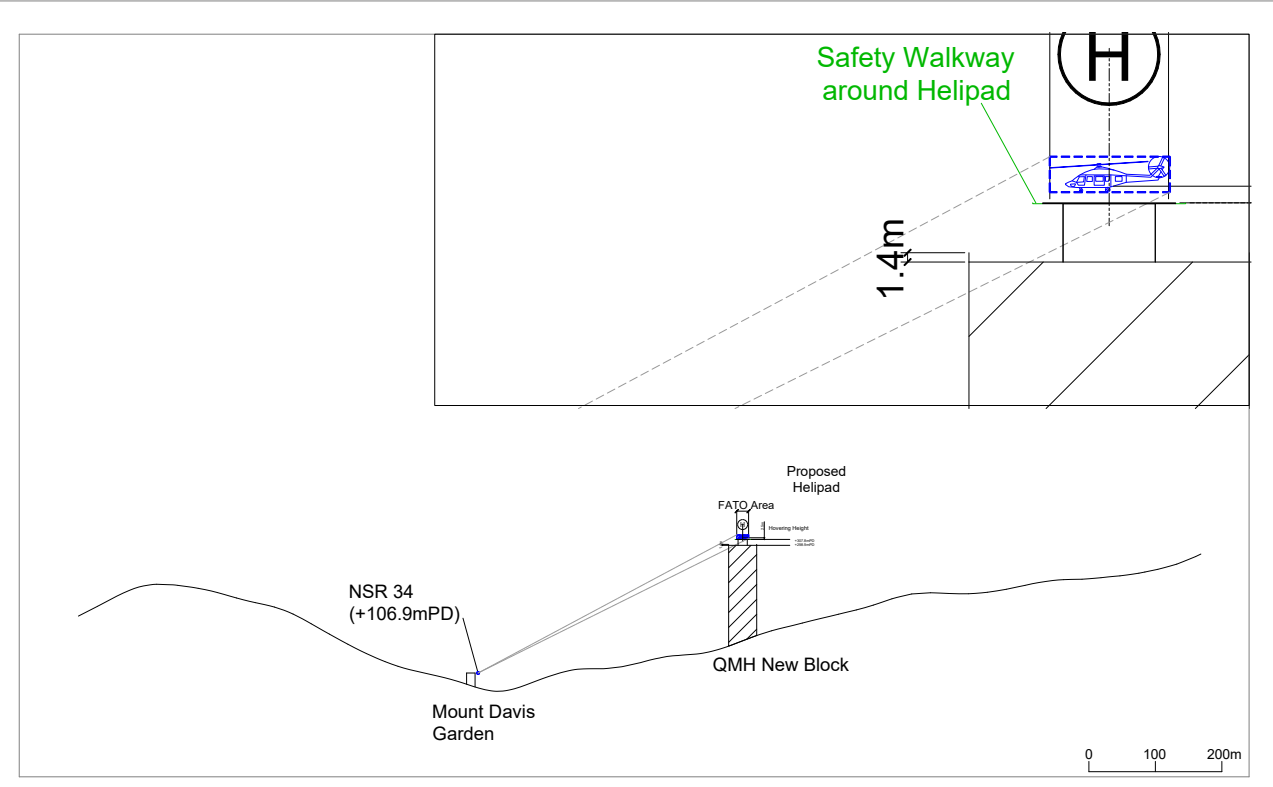 Safety Walkway
around Helipad
H
1.4m
Proposed
Helipad
FATO Area
Hovering Height
NSR 34
(+106.9mPD)
QMH New Block
Mount Davis
Garden
0 100 200m